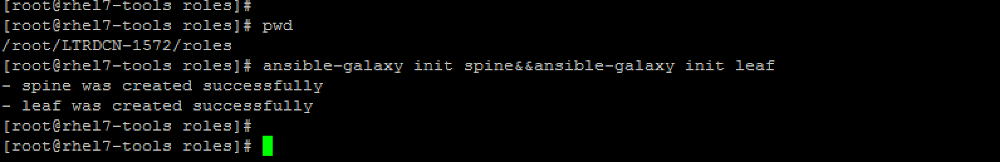 [root@rhel7-tools roles]#
[root@rhel7-tools roles]# pwd
/root/LTRDCN-1572/roles
[root@rhel7-tools roles]# ansible-galaxy init spine&&ansible-galaxy init leaf
- spine was created successfully
- leaf was created successfully
[root@rhel7-tools roles]#
[root@rhel7-tools roles]#